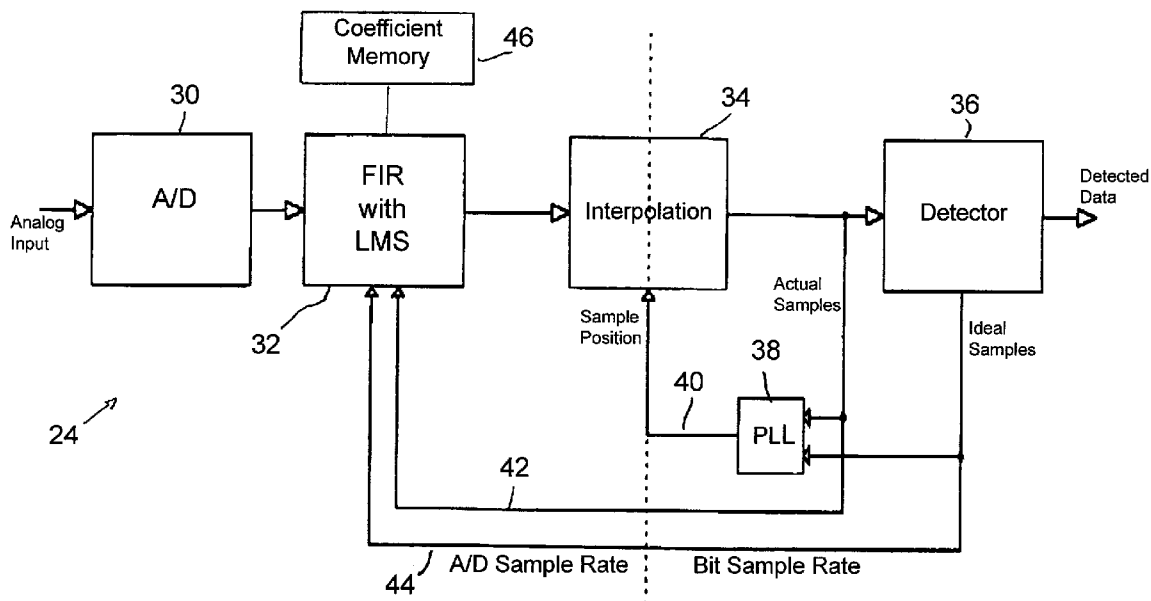 Coefficient
Memory
46
30
34
36
A/D
FIR
with
LMS
Interpolation
Detector
Detected
Data
Analog
Input
32
Sample
Position
Actual
Samples
Ideal
Samples
38
40
PLL
24
42
44
A/D Sample Rate
Bit Sample Rate